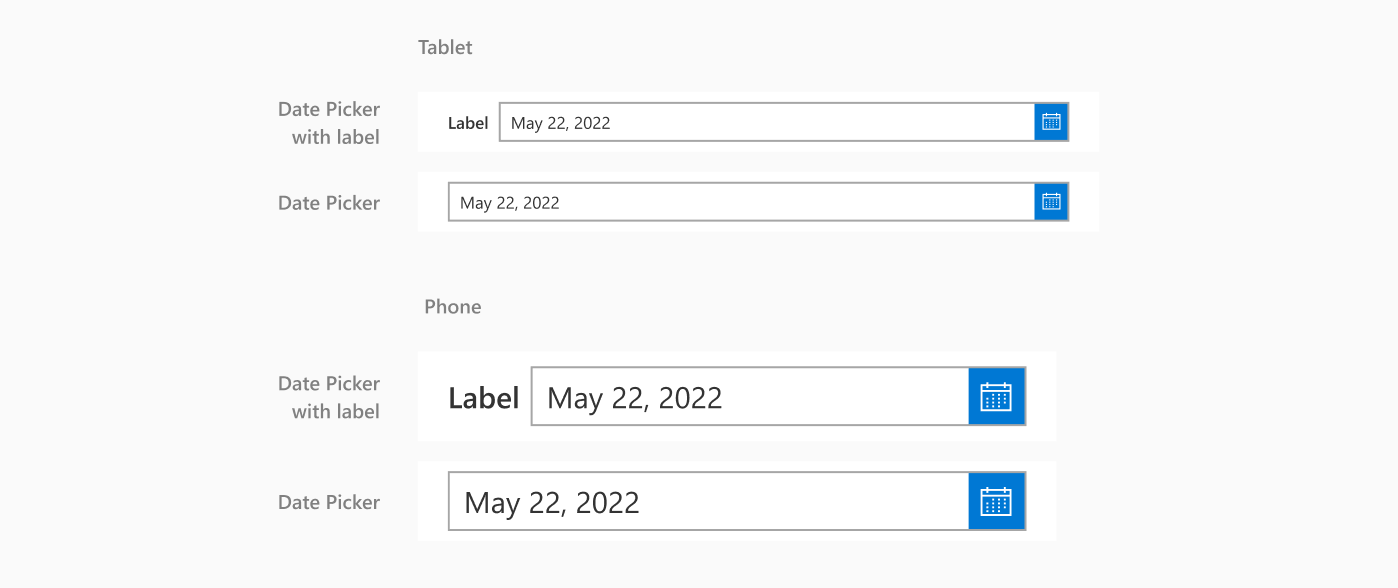 Tablet
Date Picker
with label
Label
May 22, 2022
Date Picker
May 22, 2022
Phone
Date Picker
with label
Label
May 22, 2022
Date Picker
May 22, 2022